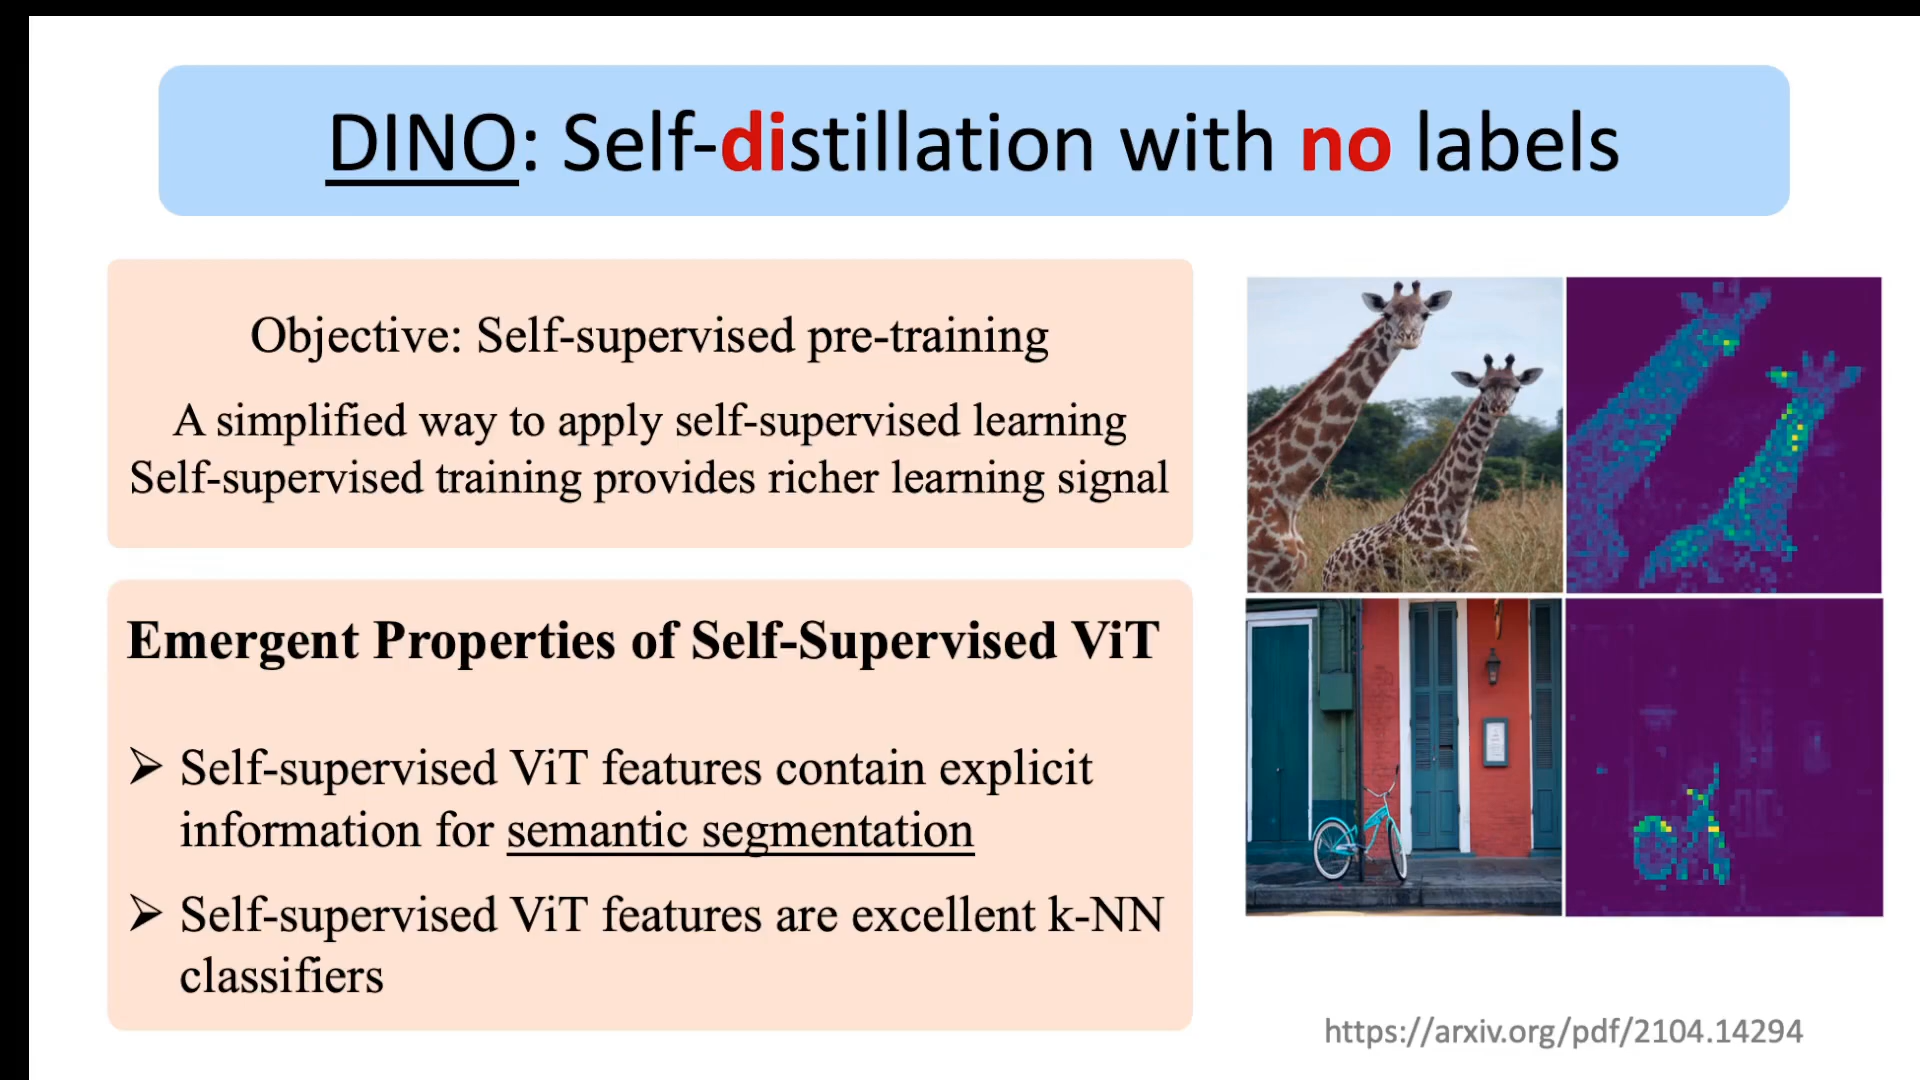 DINO: Self-distillation with no labels
Objective: Self-supervised pre-training
A simplified way to apply self-supervised learning
Self-supervised training provides richer learning signal
Emergent Properties of Self-Supervised ViT
➢ Self-supervised ViT features contain explicit
information for semantic segmentation
➢ Self-supervised ViT features are excellent k-NN
classifiers
https://arxiv.org/pdf/2104.14294